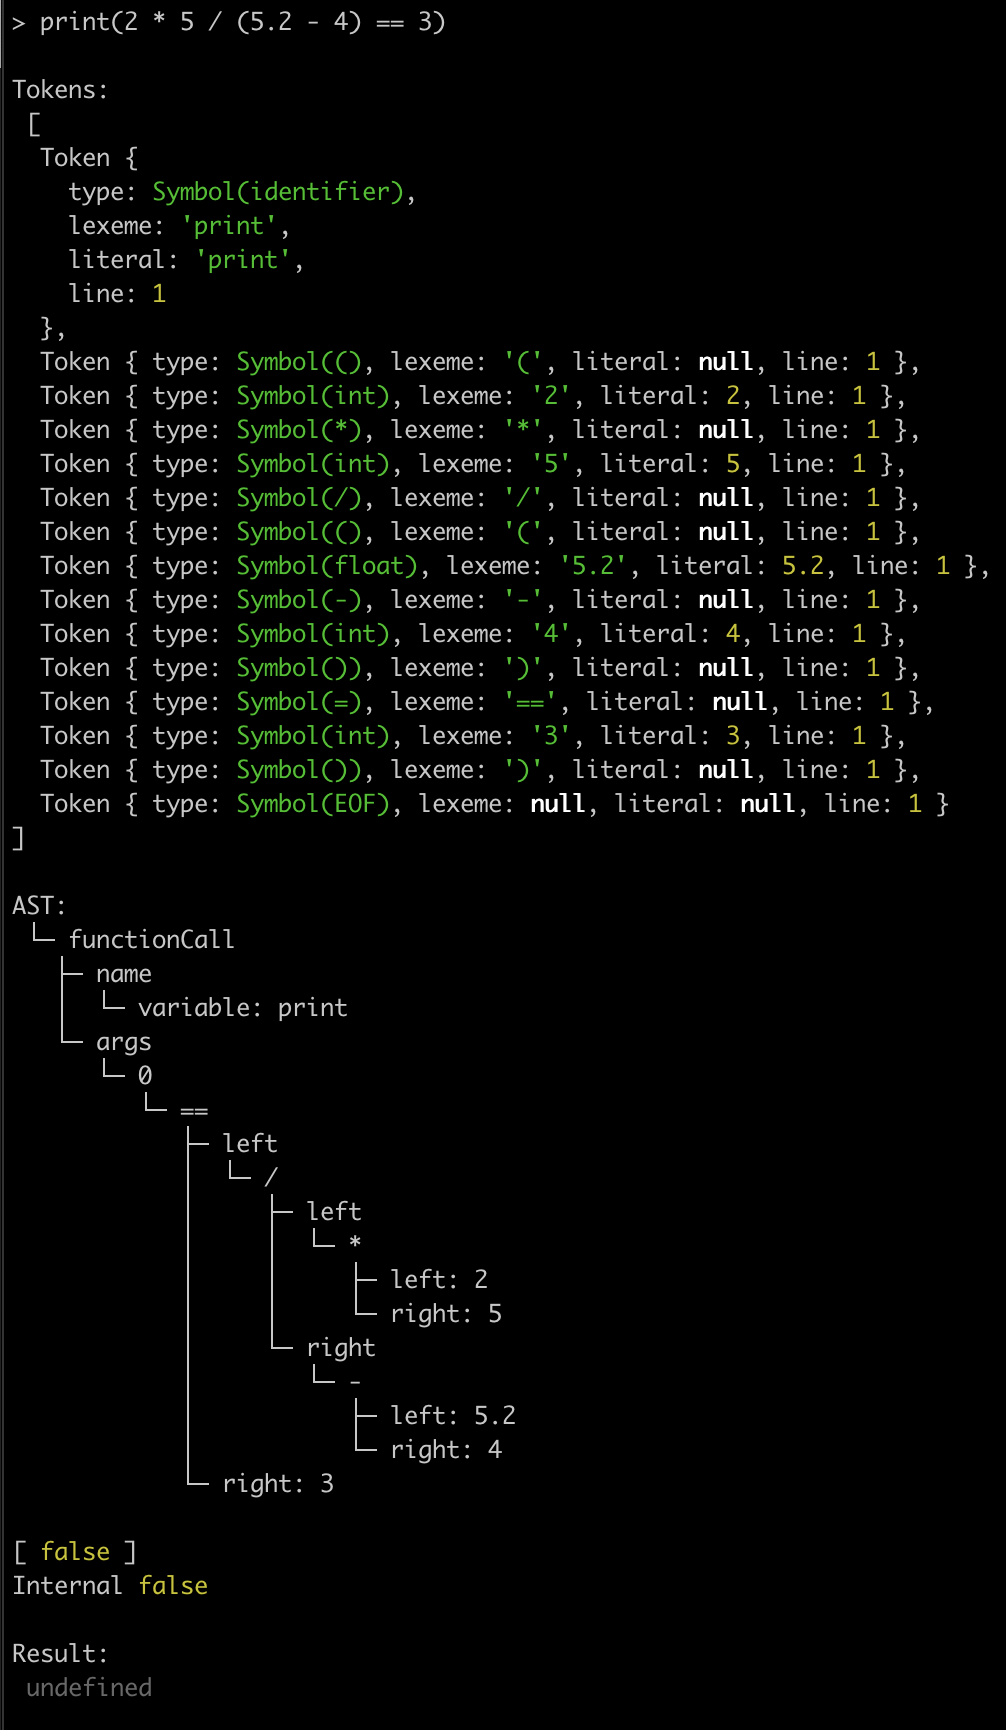 > print(2 * 5 / (5.2 - 4) == 3)

Tokens:
 [
  Token {
    type: Symbol(identifier),
    lexeme: 'print',
    literal: 'print',
    line: 1
  },
  Token { type: Symbol((), lexeme: '(', literal: null, line: 1 },
  Token { type: Symbol(int), lexeme: '2', literal: 2, line: 1 },
  Token { type: Symbol(*), lexeme: '*', literal: null, line: 1 },
  Token { type: Symbol(int), lexeme: '5', literal: 5, line: 1 },
  Token { type: Symbol(/), lexeme: '/', literal: null, line: 1 },
  Token { type: Symbol((), lexeme: '(', literal: null, line: 1 },
  Token { type: Symbol(float), lexeme: '5.2', literal: 5.2, line: 1 },
  Token { type: Symbol(-), lexeme: '-', literal: null, line: 1 },
  Token { type: Symbol(int), lexeme: '4', literal: 4, line: 1 },
  Token { type: Symbol()), lexeme: ')', literal: null, line: 1 },
  Token { type: Symbol(=), lexeme: '==', literal: null, line: 1 },
  Token { type: Symbol(int), lexeme: '3', literal: 3, line: 1 },
  Token { type: Symbol()), lexeme: ')', literal: null, line: 1 },
  Token { type: Symbol(EOF), lexeme: null, literal: null, line: 1 }
]

AST:
 └─ functionCall
   ├─ name
   │  └─ variable: print
   └─ args
      └─ 0
         └─ ==
            ├─ left
            │  └─ /
            │     ├─ left
            │     │  └─ *
            │     │     ├─ left: 2
            │     │     └─ right: 5
            │     └─ right
            │        └─ -
            │           ├─ left: 5.2
            │           └─ right: 4
            └─ right: 3

[ false ]
Internal false

Result:
 undefined